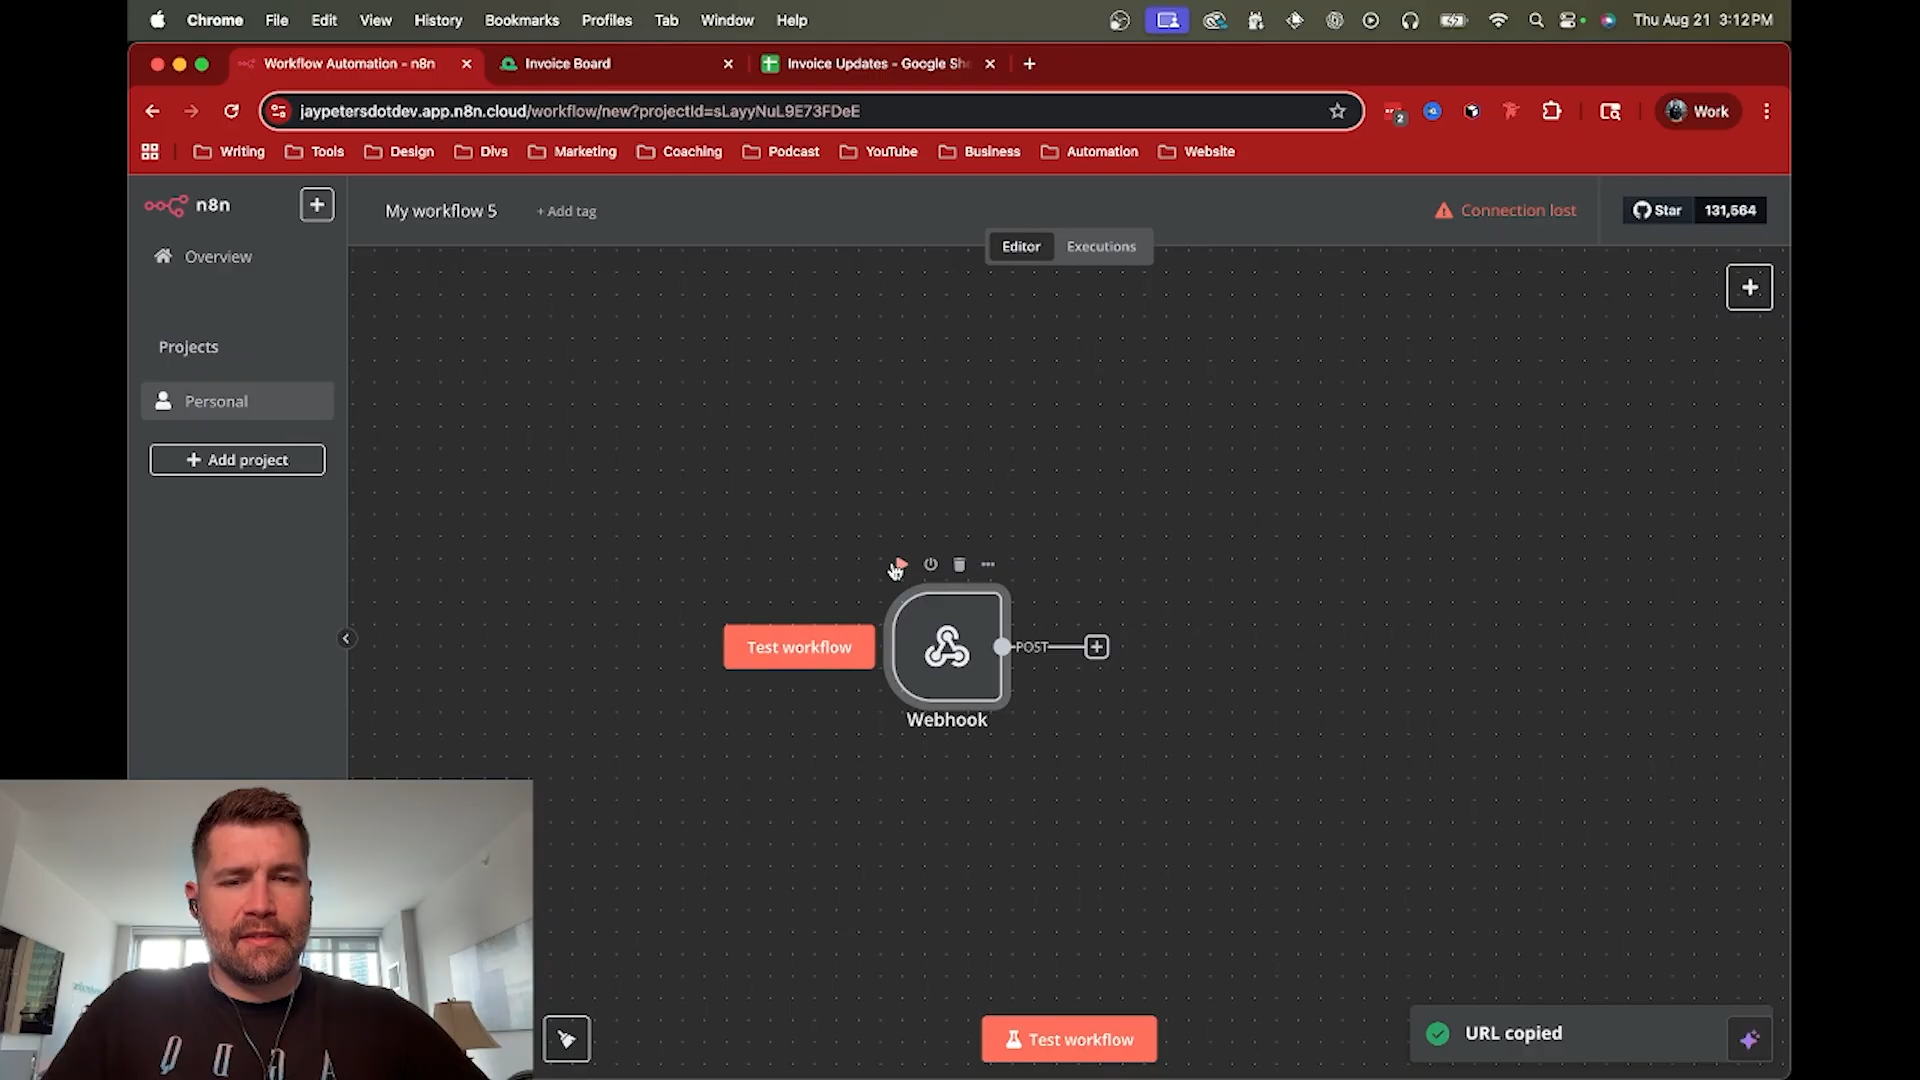 Chrome File Edit View History Bookmarks Profiles Tab Window Help Thu Aug 21 3:12 PM
Workflow Automation - n8n Invoice Board Invoice Updates - Google She
jaypetersdotdev.app.n8n.cloud/workflow/new?projectId=sLayyNuL9E73FDeE 2 Work
Writing Tools Design DIvs Marketing Coaching Podcast YouTube Business Automation Website
n8n My workflow 5 + Add tag Connection lost Star 131,564
Editor Executions
Overview
Projects
Personal
Add project
Test workflow POST
Webhook
Test workflow URL copied